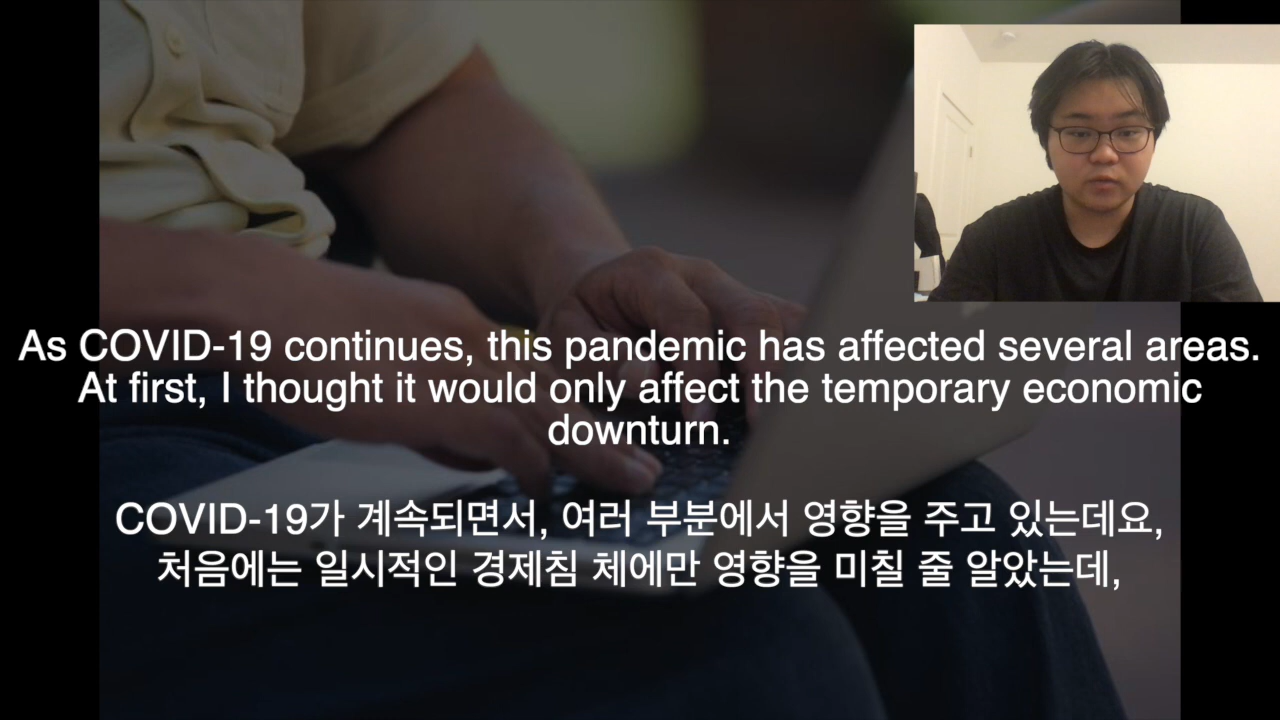 As COVID-19 continues, this pandemic has affected several areas.
At first, I thought it would only affect the temporary economic
downturn.
COVID-19가 계속되면서, 여러 부분에서 영향을 주고 있는데요,
처음에는 일시적인 경제침 체에만 영향을 미칠 줄 알았는데,